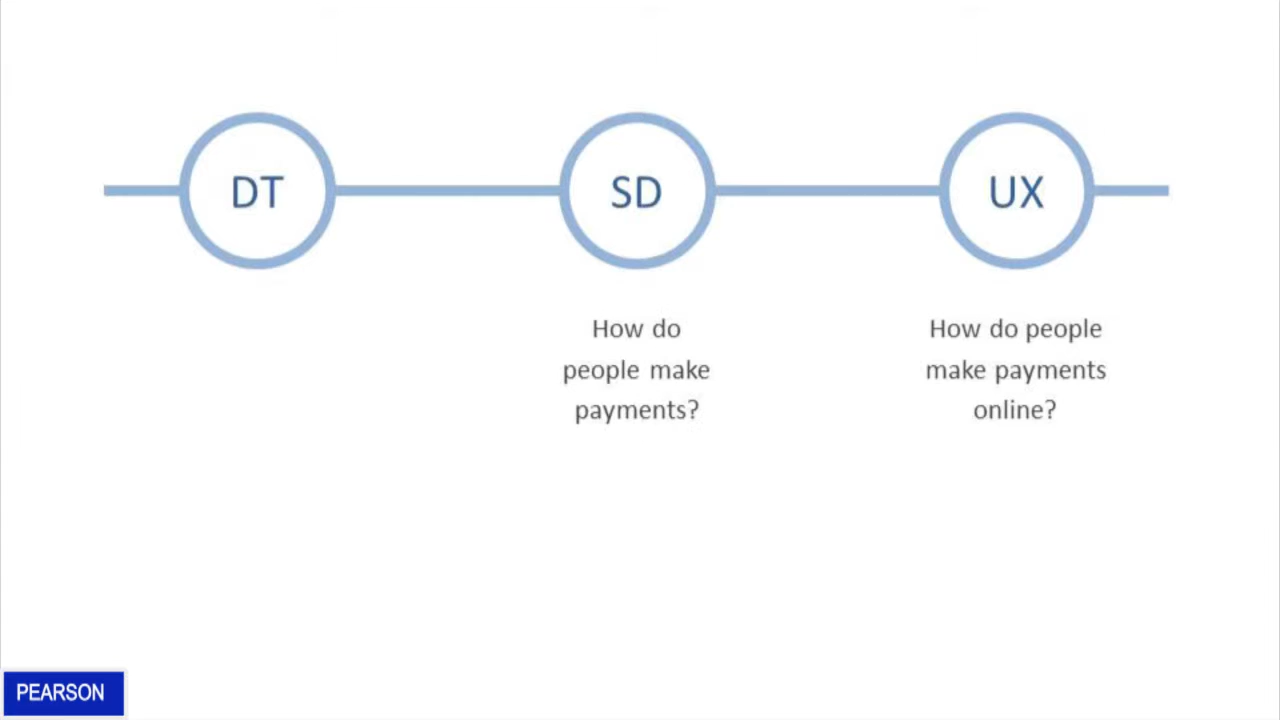 DT
SD
UX
How do
people make
payments?
How do people
make payments
online?
PEARSON